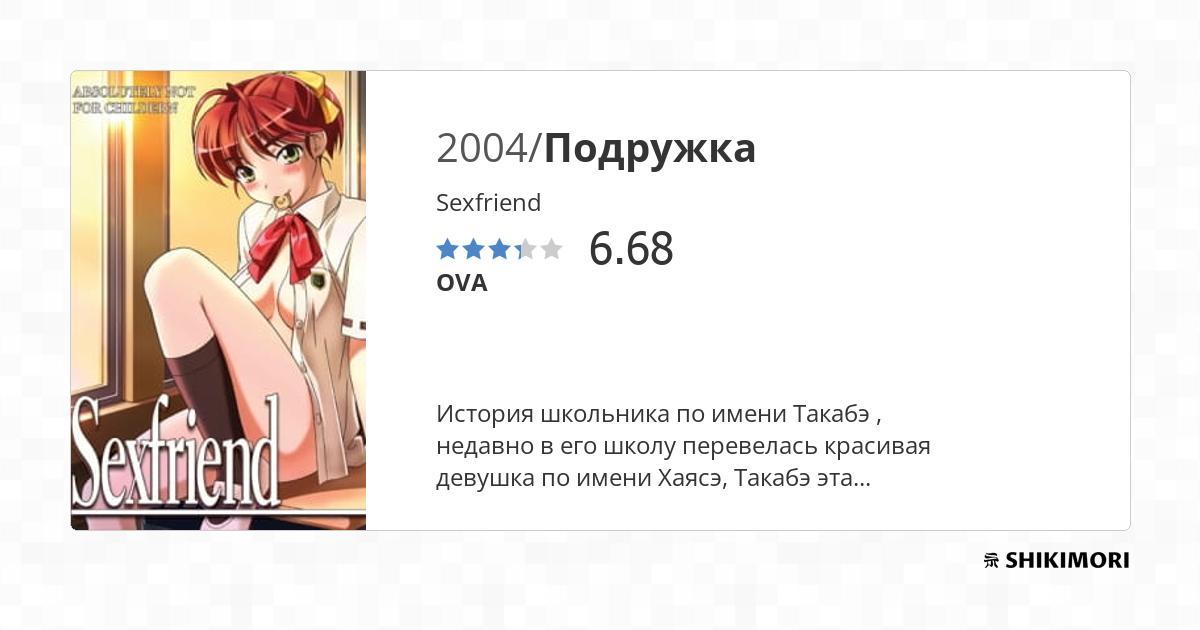 ABSOLUTELY NOT
FOR CHILDREN
2004/Подружка
Sexfriend
6.68
OVA
История школьника по имени Такабэ ,
недавно в его школу перевелась красивая
девушка по имени Хаясэ, Такабэ эта...
Sexfriend
SHIKIMORI